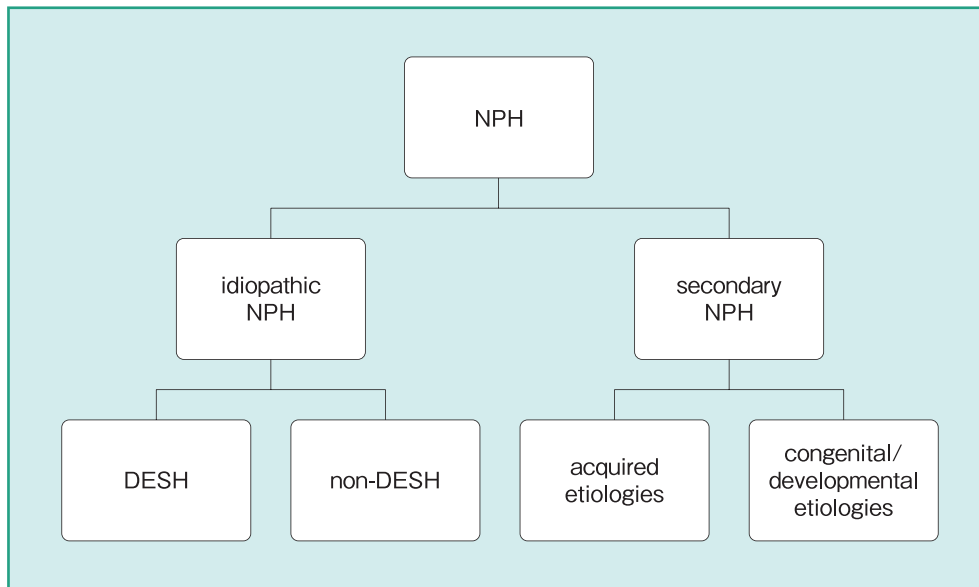 NPH
idiopathic
NPH
secondary
NPH
DESH
non-DESH
acquired
etiologies
congenital/
developmental
etiologies